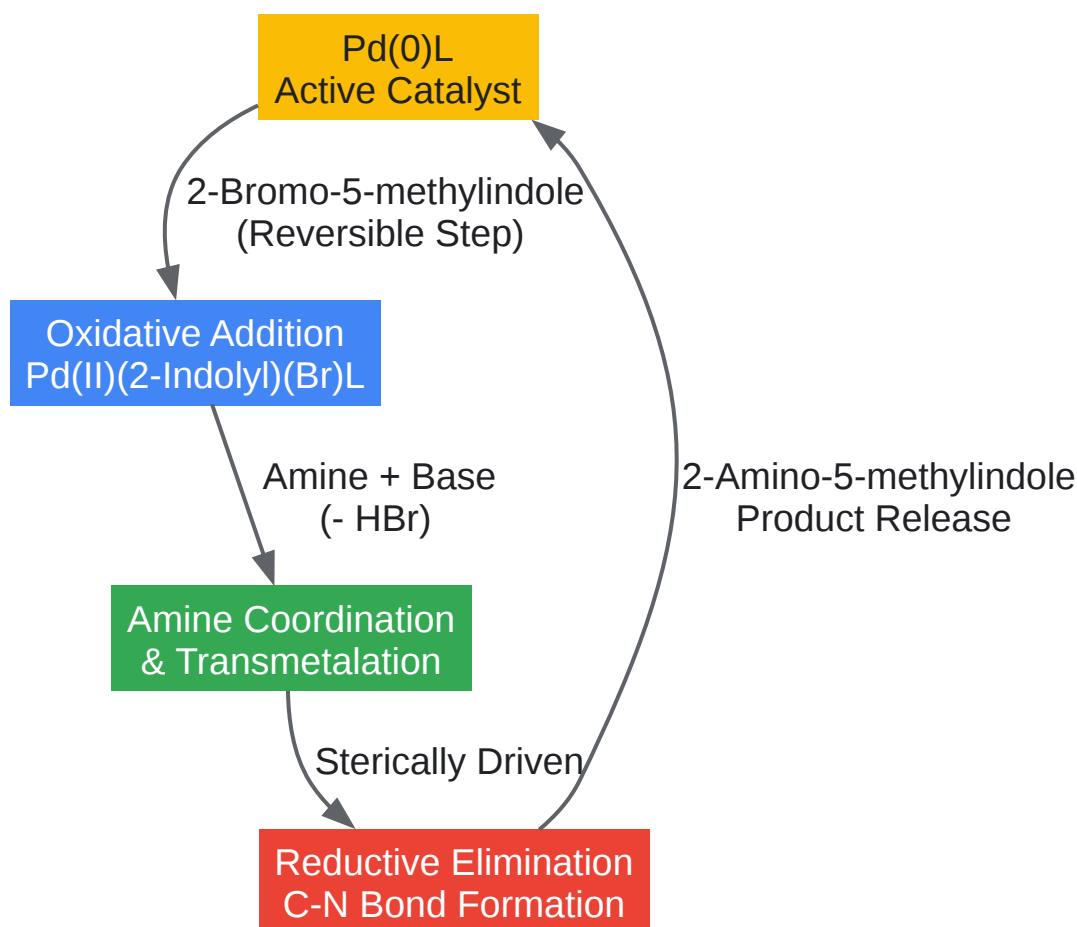 Pd(0)L
Active Catalyst
2-Bromo-5-methylindole
(Reversible Step)
Oxidative Addition
Pd(II)(2-Indolyl)(Br)L
Amine + Base
(- HBr)
2-Amino-5-methylindole
Product Release
Amine Coordination
& Transmetalation
Sterically Driven
Reductive Elimination
C-N Bond Formation